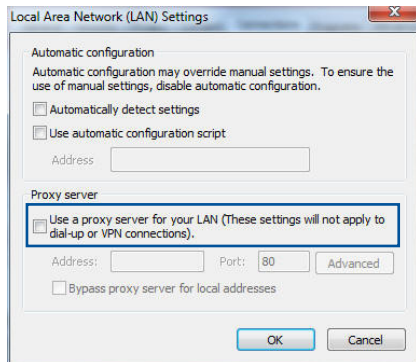 Local Area Network (LAN) Settings
Automatic configuration
Automatic configuration may override manual settings. To ensure the
use of manual settings, disable automatic configuration.
Automatically detect settings
Use automatic configuration script
Address
Proxy server
Use a proxy server for your LAN (These settings will not apply to
dial-up or VPN connections).
Address: Port: 80 Advanced
Bypass proxy server for local addresses
OK Cancel